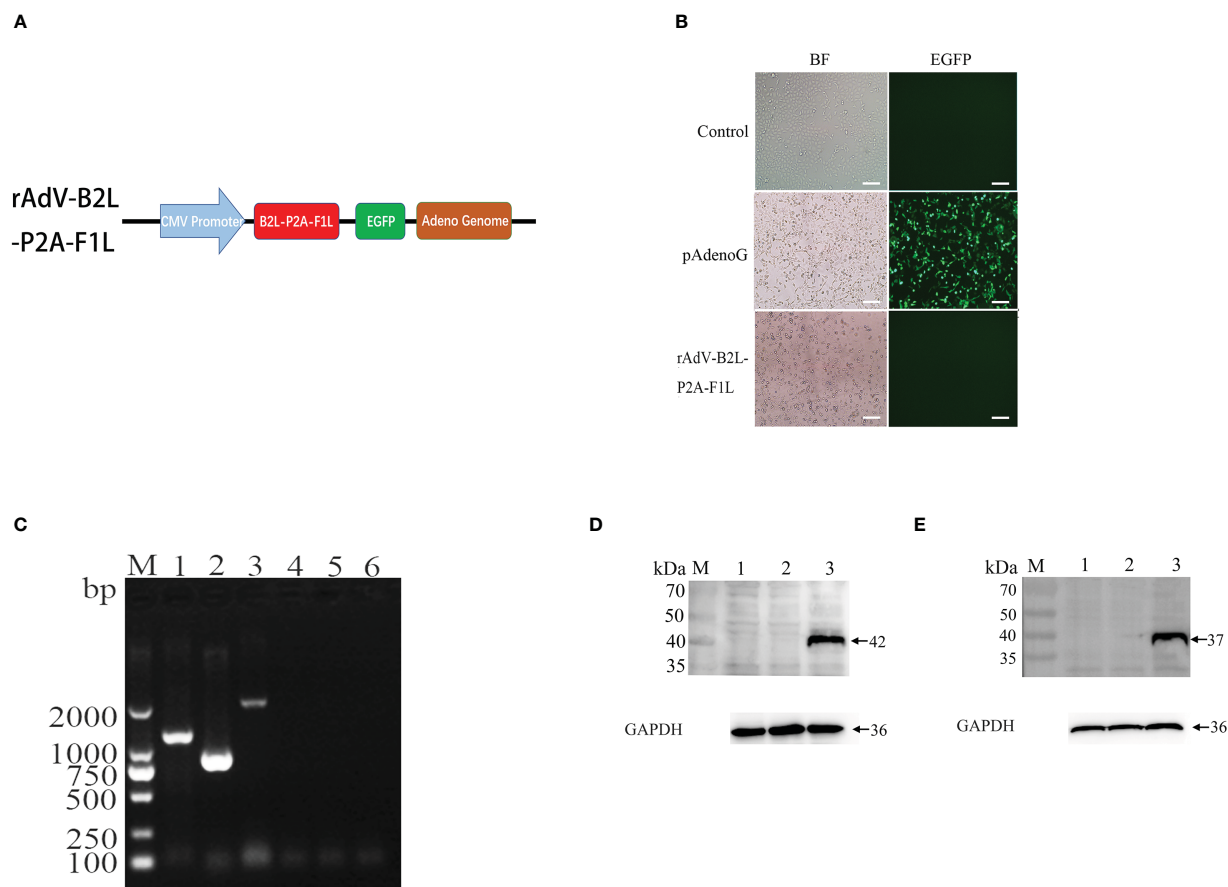 A
rAdV-B2L
-P2A-F1L
CMV Promoter
B2L-P2A-F1L
EGFP
Adeno Genome
B
BF EGFP
Control
pAdenoG
rAdV-B2L-
P2A-F1L
C
M 1 2 3 4 5 6
bp
2000
1000
750
500
250
100
D
kDa M 1 2 3
70
50
40
35
42
GAPDH
36
E
kDa M 1 2 3
70
50
40
35
37
GAPDH
36